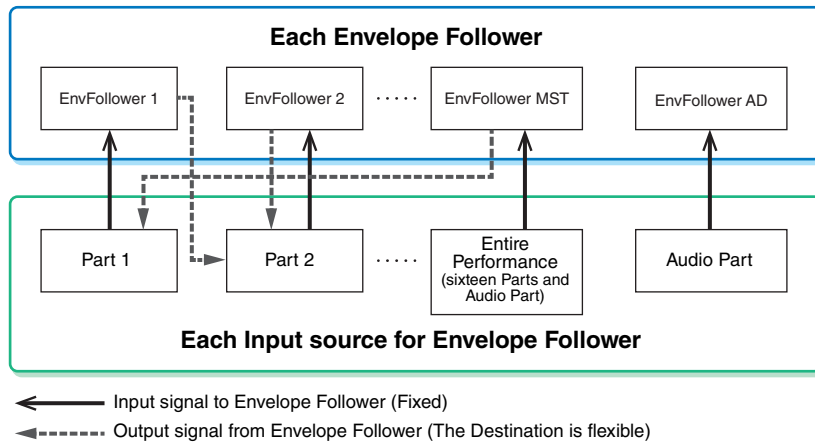 Each Envelope Follower
EnvFollower 1
EnvFollower 2
.....
EnvFollower MST
EnvFollower AD
Part 1
Part 2
.....
Entire
Performance
(sixteen Parts and
Audio Part)
Audio Part
Each Input source for Envelope Follower
Input signal to Envelope Follower (Fixed)
Output signal from Envelope Follower (The Destination is flexible)